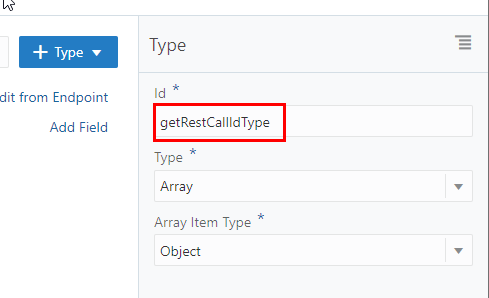 + Type
dit from Endpoint
Add Field
Type
Id *
getRestCallIdType
Type *
Array
Array Item Type *
Object